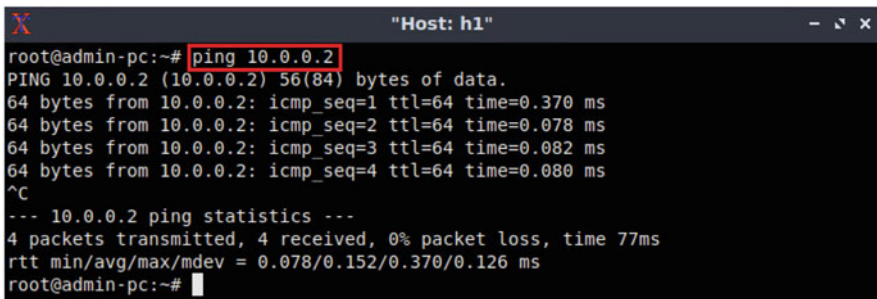 "Host: h1"
root@admin-pc:~# ping 10.0.0.2
PING 10.0.0.2 (10.0.0.2) 56(84) bytes of data.
64 bytes from 10.0.0.2: icmp_seq=1 ttl=64 time=0.370 ms
64 bytes from 10.0.0.2: icmp_seq=2 ttl=64 time=0.078 ms
64 bytes from 10.0.0.2: icmp_seq=3 ttl=64 time=0.082 ms
64 bytes from 10.0.0.2: icmp_seq=4 ttl=64 time=0.080 ms
^C
--- 10.0.0.2 ping statistics ---
4 packets transmitted, 4 received, 0% packet loss, time 77ms
rtt min/avg/max/mdev = 0.078/0.152/0.370/0.126 ms
root@admin-pc:~#